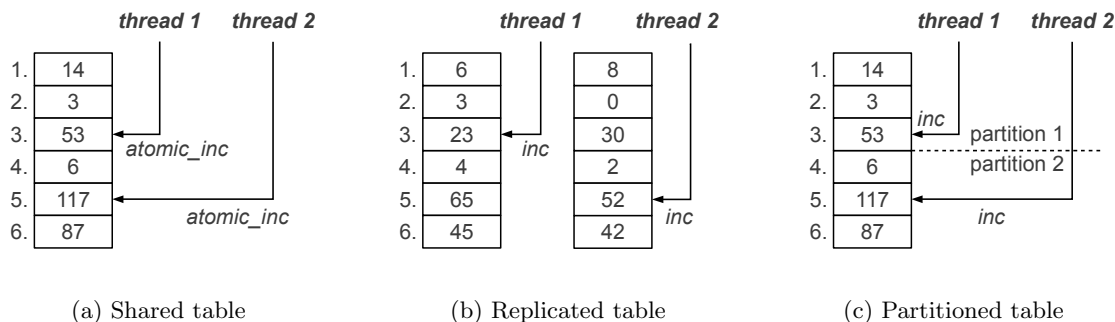 thread 1 thread 2 thread 1 thread 2 thread 1 thread 2
1. 14 1. 6 8 1. 14
2. 3 2. 3 0 2. 3 inc
3. 53 3. 23 30 3. 53 partition 1
atomic_inc inc
4. 6 4. 4 2 4. 6 partition 2
5. 117 5. 65 52 5. 117
atomic_inc inc inc
6. 87 6. 45 42 6. 87
(a) Shared table (b) Replicated table (c) Partitioned table